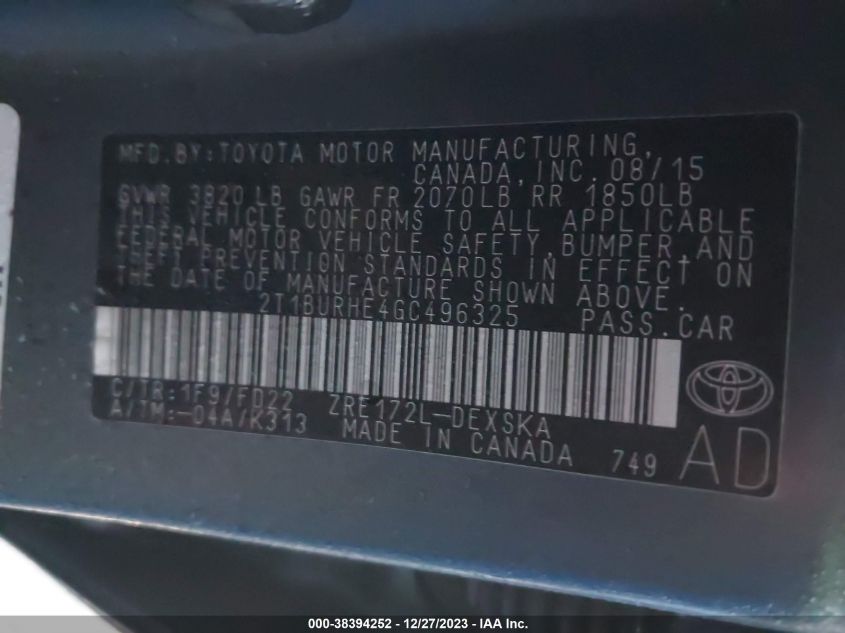 MFD.BY:TOYOTA MOTOR MANUFACTURING,
CANADA,INC. 08/15
GVWR 3820 LB GAWR FR 2070LB RR 1850LB
THIS VEHICLE CONFORMS TO ALL APPLICABLE
FEDERAL MOTOR VEHICLE SAFETY,BUMPER,AND
THEFT PREVENTION STANDARDS IN EFFECT ON
THE DATE OF MANUFACTURE SHOWN ABOVE.
2T1BURHE4GC496325 PASS.CAR
C/TR:1F9/FD22 ZRE172L-DEXSKA
A/TM:-04A/K313 MADE IN CANADA 749
AD
000-38394252 - 12/27/2023 - IAA Inc.